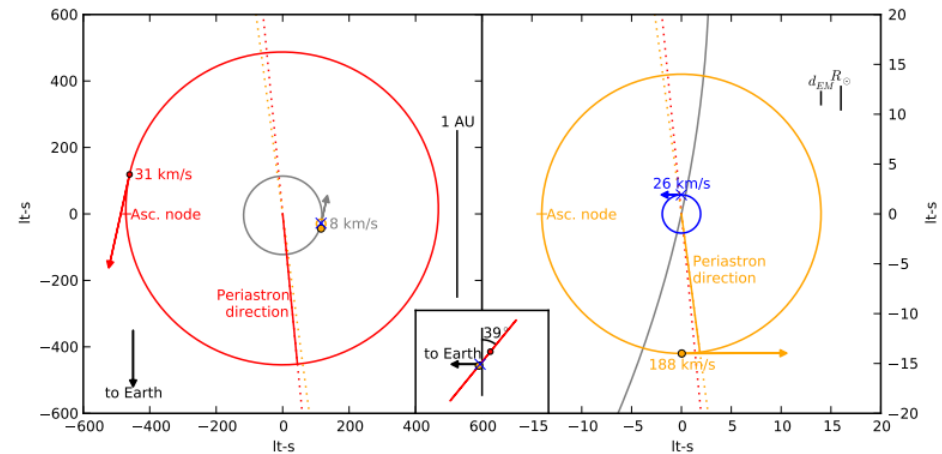 600
400
200
0
−200
−400
−600
lt-s
−600
−400
−200
0
200
400
600
lt-s
31 km/s
Asc. node
8 km/s
1 AU
Periastron
direction
to Earth
39°
to Earth
20
15
10
5
0
−5
−10
−15
−20
lt-s
−15
−10
−5
0
5
10
15
20
lt-s
d_EM R_☉
26 km/s
Asc. node
Periastron
direction
188 km/s